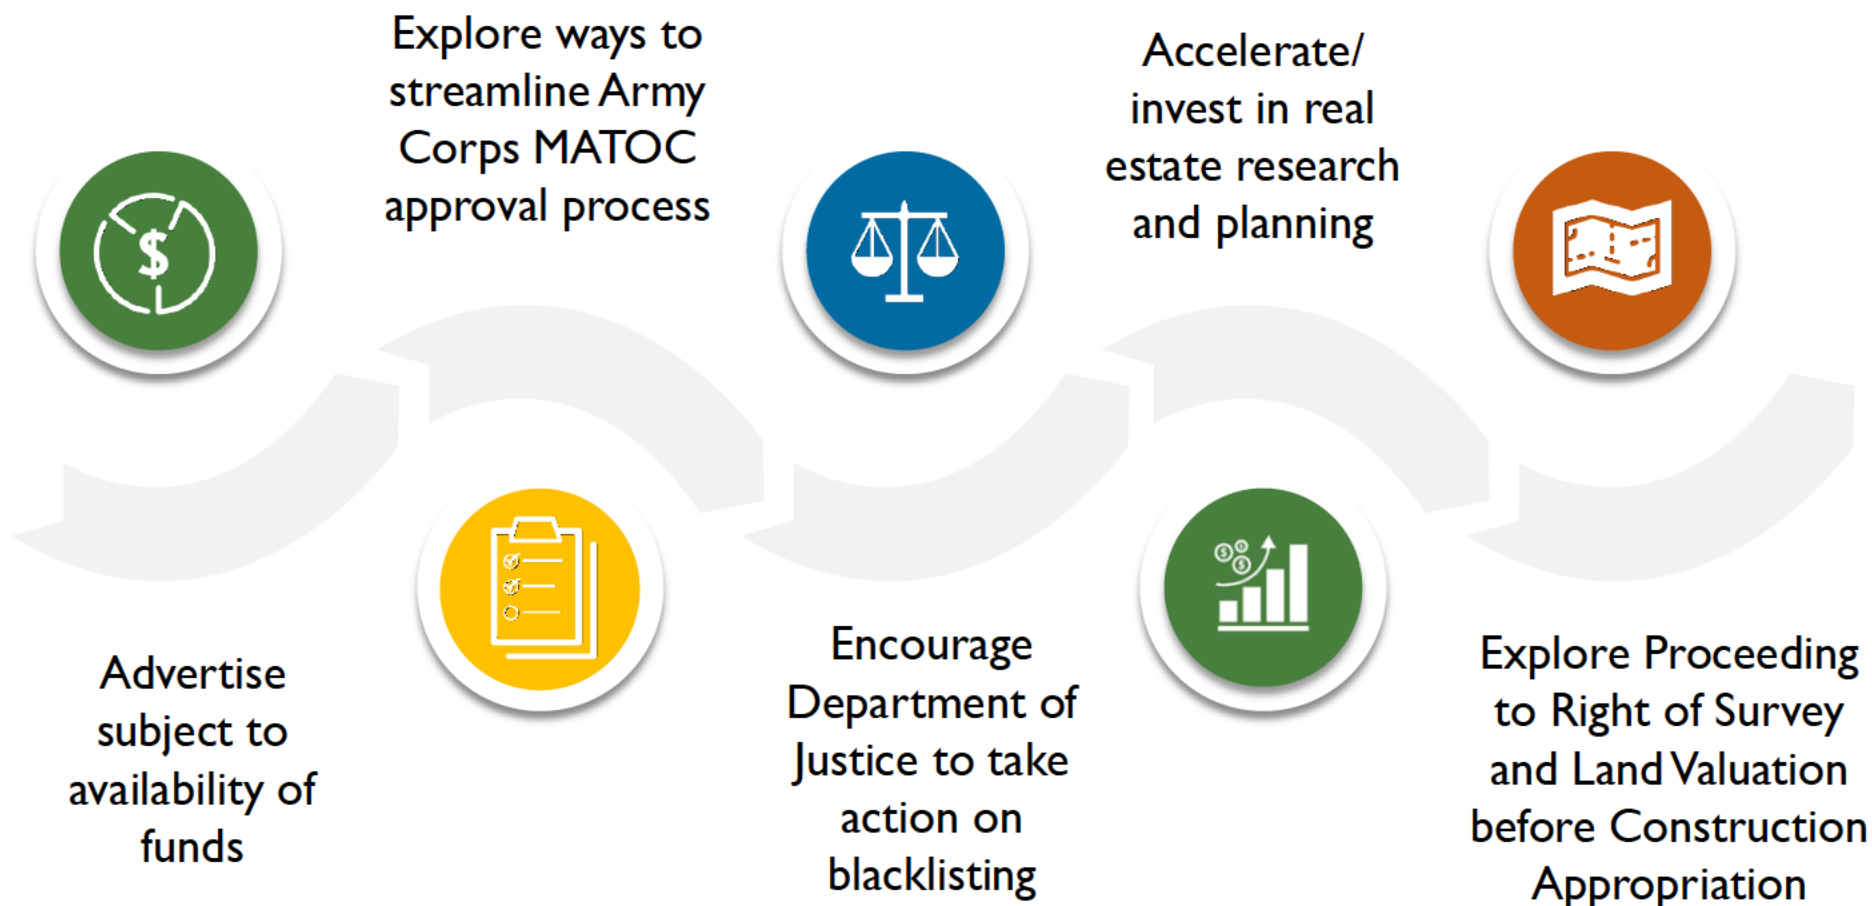 Advertise
subject to
availability of
funds
Explore ways to
streamline Army
Corps MATOC
approval process
Encourage
Department of
Justice to take
action on
blacklisting
Accelerate/
invest in real
estate research
and planning
Explore Proceeding
to Right of Survey
and Land Valuation
before Construction
Appropriation